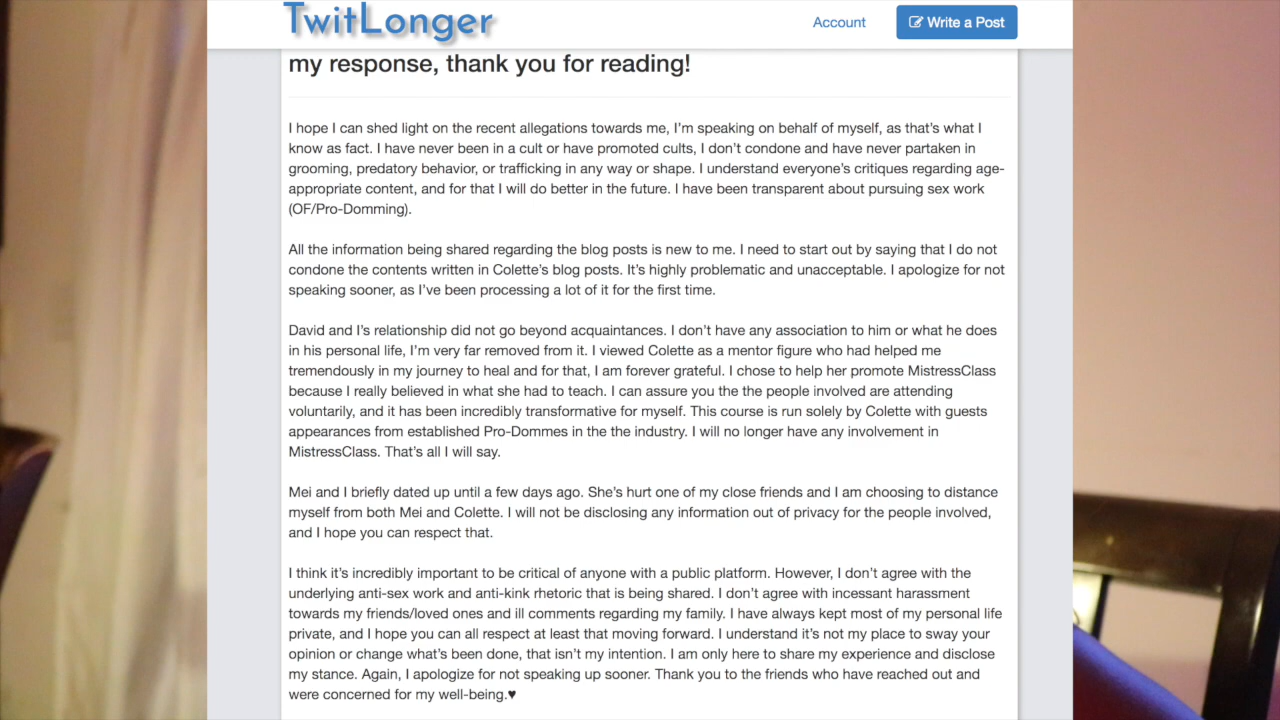 TwitLonger
Account
Write a Post
my response, thank you for reading!
I hope I can shed light on the recent allegations towards me, I'm speaking on behalf of myself, as that's what I
know as fact. I have never been in a cult or have promoted cults, I don't condone and have never partaken in
grooming, predatory behavior, or trafficking in any way or shape. I understand everyone's critiques regarding age-
appropriate content, and for that I will do better in the future. I have been transparent about pursuing sex work
(OF/Pro-Domming).
All the information being shared regarding the blog posts is new to me. I need to start out by saying that I do not
condone the contents written in Colette's blog posts. It's highly problematic and unacceptable. I apologize for not
speaking sooner, as I've been processing a lot of it for the first time.
David and I's relationship did not go beyond acquaintances. I don't have any association to him or what he does
in his personal life, I'm very far removed from it. I viewed Colette as a mentor figure who had helped me
tremendously in my journey to heal and for that, I am forever grateful. I chose to help her promote MistressClass
because I really believed in what she had to teach. I can assure you the the people involved are attending
voluntarily, and it has been incredibly transformative for myself. This course is run solely by Colette with guests
appearances from established Pro-Dommes in the the industry. I will no longer have any involvement in
MistressClass. That's all I will say.
Mei and I briefly dated up until a few days ago. She's hurt one of my close friends and I am choosing to distance
myself from both Mei and Colette. I will not be disclosing any information out of privacy for the people involved,
and I hope you can respect that.
I think it's incredibly important to be critical of anyone with a public platform. However, I don't agree with the
underlying anti-sex work and anti-kink rhetoric that is being shared. I don't agree with incessant harassment
towards my friends/loved ones and ill comments regarding my family. I have always kept most of my personal life
private, and I hope you can all respect at least that moving forward. I understand it's not my place to sway your
opinion or change what's been done, that isn't my intention. I am only here to share my experience and disclose
my stance. Again, I apologize for not speaking up sooner. Thank you to the friends who have reached out and
were concerned for my well-being.♥